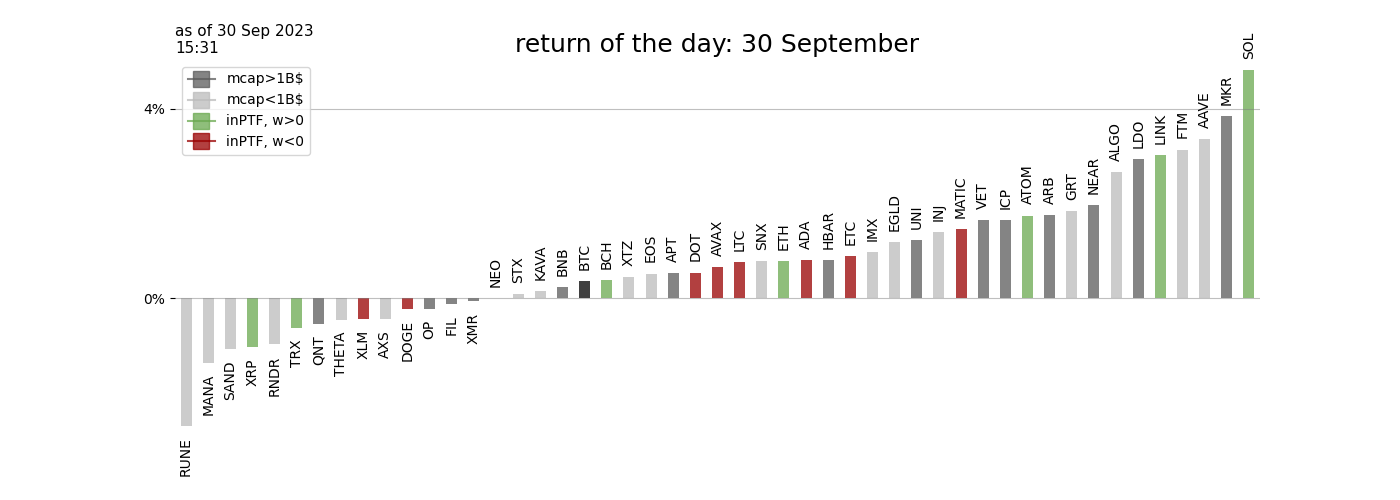 as of 30 Sep 2023
15:31
return of the day: 30 September
mcap>1B$
mcap<1B$
inPTF, w>0
inPTF, w<0
4%
0%
RUNE
MANA
SAND
XRP
RNDR
TRX
QNT
THETA
XLM
AXS
DOGE
OP
FIL
XMR
NEO
STX
KAVA
BNB
BTC
BCH
XTZ
EOS
APT
DOT
AVAX
LTC
SNX
ETH
ADA
HBAR
ETC
IMX
EGLD
UNI
INJ
MATIC
VET
ICP
ATOM
ARB
GRT
NEAR
ALGO
LDO
LINK
FTM
AAVE
MKR
SOL